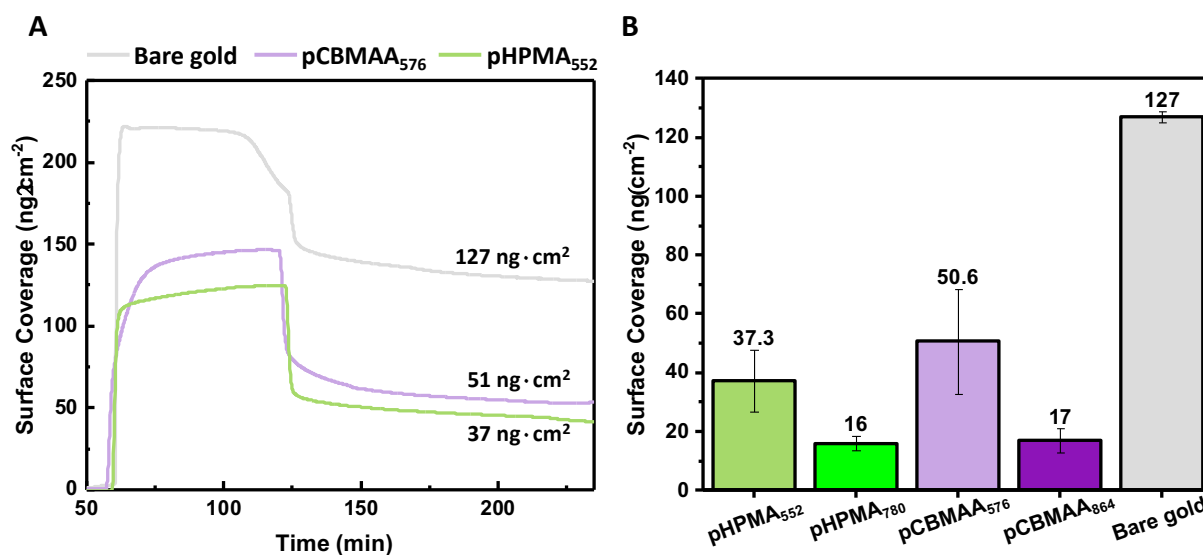 A
Bare gold pCBMAA₅₇₆ pHPMA₅₅₂
Surface Coverage (ng2cm⁻²)
250
200
150
100
50
0
127 ng · cm²
51 ng · cm²
37 ng · cm²
50 100 150 200
Time (min)
B
Surface Coverage (ng(cm⁻²)
140
120
100
80
60
40
20
0
37.3
16
50.6
17
127
pHPMA₅₅₂
pHPMA₇₈₀
pCBMAA₅₇₆
pCBMAA₈₆₄
Bare gold